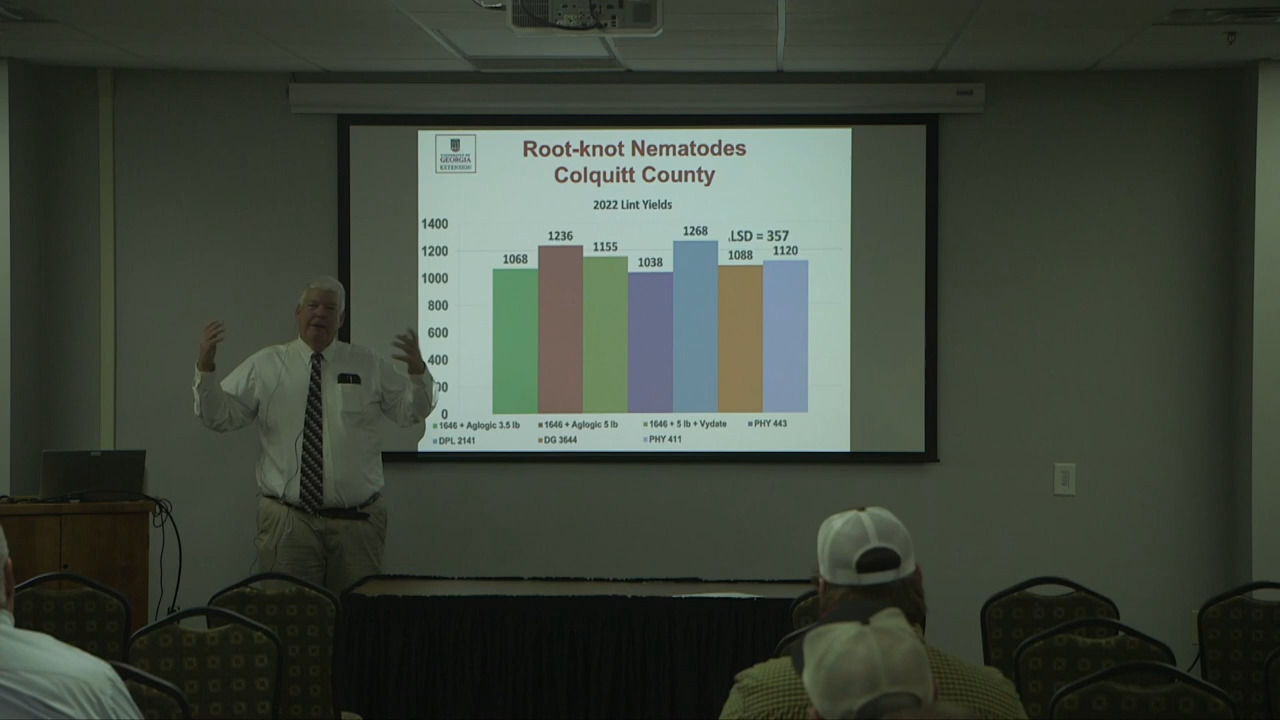 GEORGIA
EXTENSION
Root-knot Nematodes
Colquitt County
2022 Lint Yields
1400
1200
1000
800
600
400
00
0
1068
1236
1155
1038
1268
1088
1120
LSD = 357
1646 + Aglogic 3.5 lb
1646 + Aglogic 5 lb
1646 + 5 lb + Vydate
PHY 443
DPL 2141
DG 3644
PHY 411